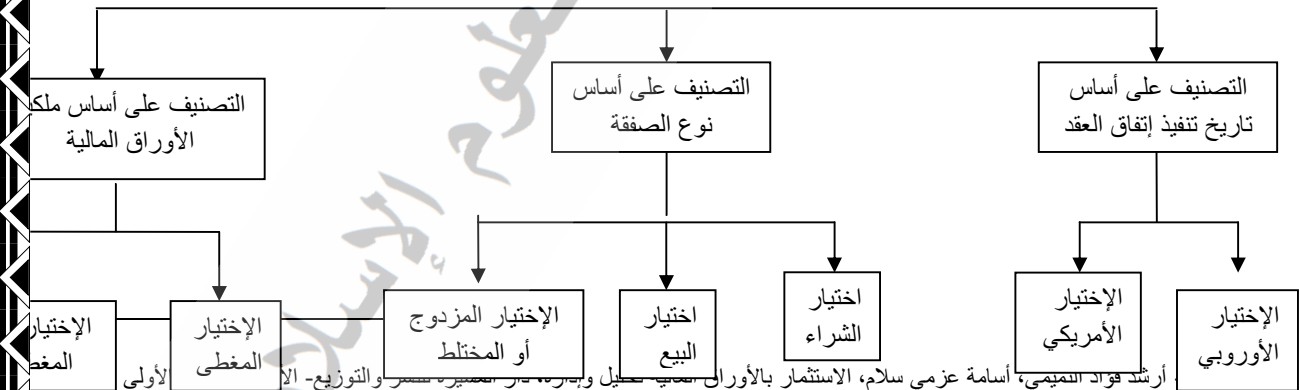 التصنيف على أساس
تاريخ تنفيذ إتفاق العقد
التصنيف على أساس
نوع الصفقة
التصنيف على أساس
الأوراق المالية
الإختيار
الأوروبي
الإختيار
الأمريكي
اختيار
الشراء
اختيار
البيع
الإختيار المزدوج
أو المختلط
الإختيار
المغطى
الإختيار
أرشد فؤاد التميمي، أسامة عزمي سلام، الاستثمار بالأوراق المالية تحليل وإدارة، دار المسيرة للنشر والتوزيع- الأولى